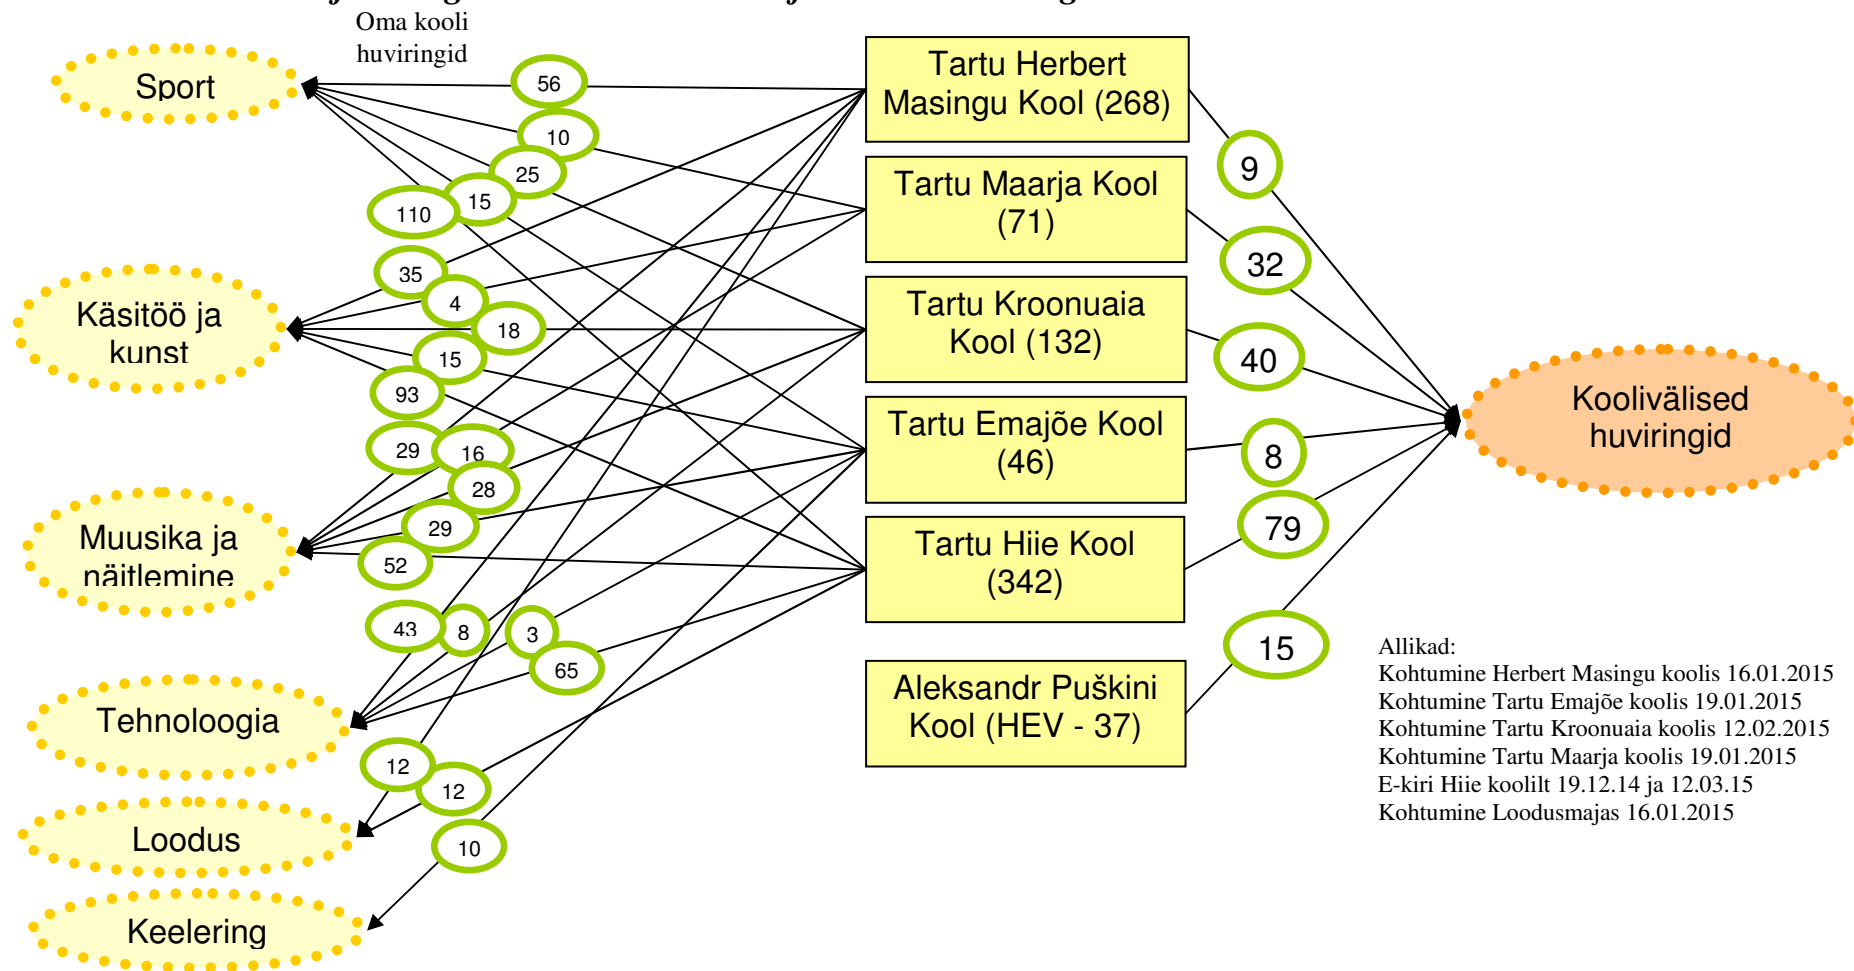 Oma kooli
huviringid
Sport
Käsitöö ja
kunst
Muusika ja
näitlemine
Tehnoloogia
Loodus
Keelering
56
10
25
15
110
35
4
18
15
93
29
16
28
29
52
43
8
3
65
12
12
10
Tartu Herbert
Masingu Kool (268)
Tartu Maarja Kool
(71)
Tartu Kroonuaia
Kool (132)
Tartu Emajõe Kool
(46)
Tartu Hiie Kool
(342)
Aleksandr Puškini
Kool (HEV - 37)
9
32
40
8
79
15
Koolivälised
huviringid
Allikad:
Kohtumine Herbert Masingu koolis 16.01.2015
Kohtumine Tartu Emajõe koolis 19.01.2015
Kohtumine Tartu Kroonuaia koolis 12.02.2015
Kohtumine Tartu Maarja koolis 19.01.2015
E-kiri Hiie koolilt 19.12.14 ja 12.03.15
Kohtumine Loodusmajas 16.01.2015